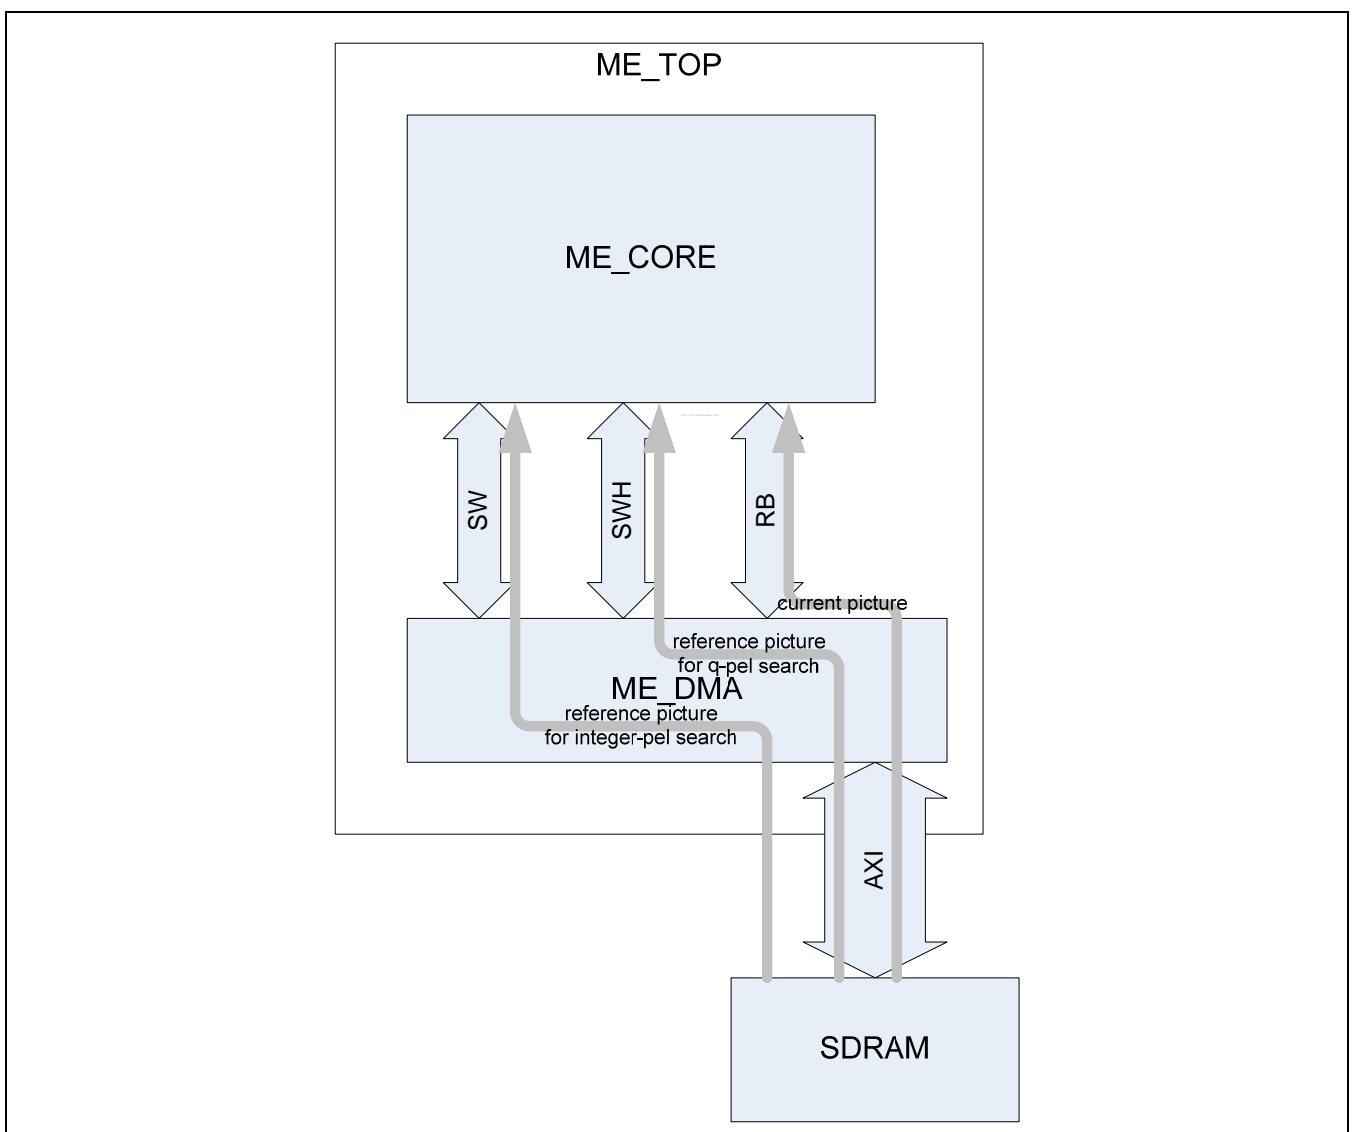 ME_TOP
ME_CORE
SW
SWH
RB
current picture
reference picture
for q-pel search
ME_DMA
reference picture
for integer-pel search
AXI
SDRAM